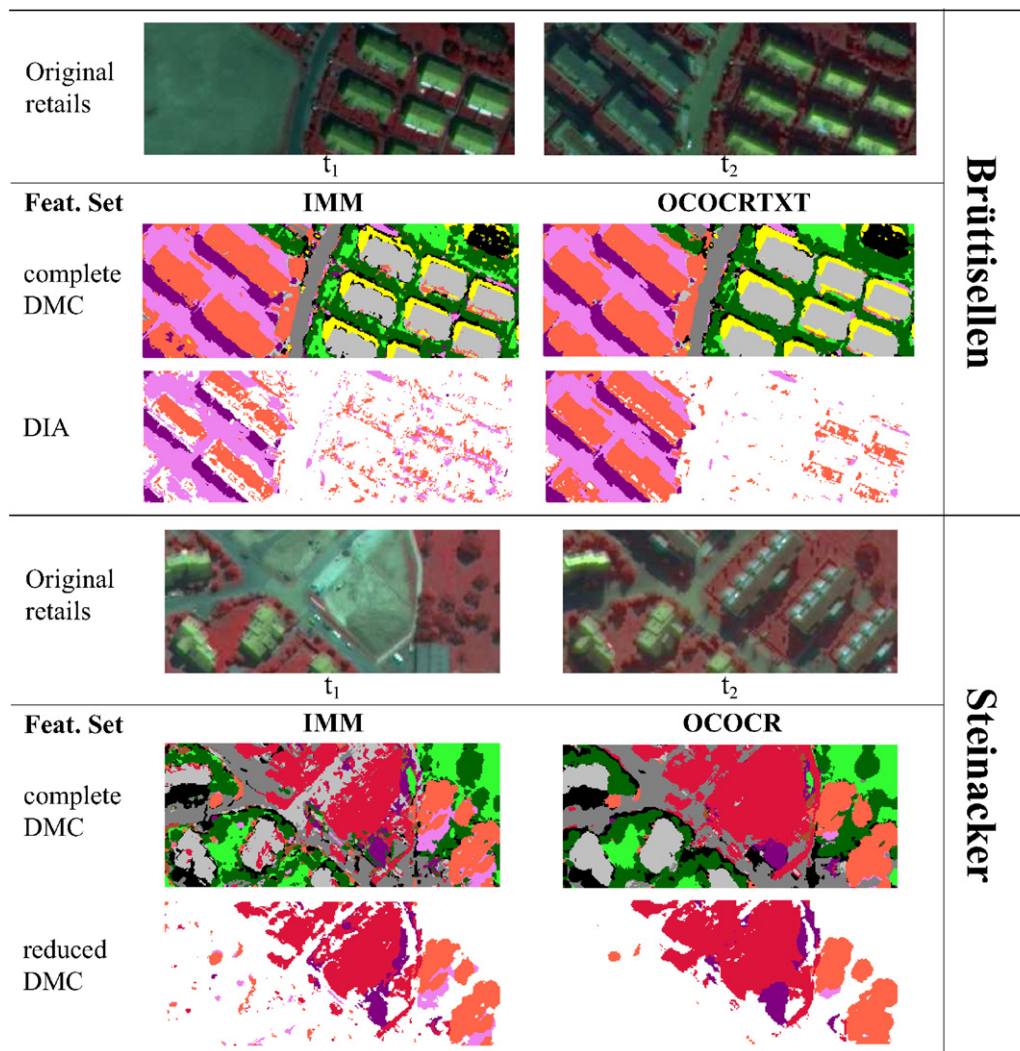 Original
retails
t1
t2
Feat. Set
IMM
OCOCRTXT
complete
DMC
DIA
Brüttisellen
Original
retails
t1
t2
Feat. Set
IMM
OCOCR
complete
DMC
reduced
DMC
Steinacker